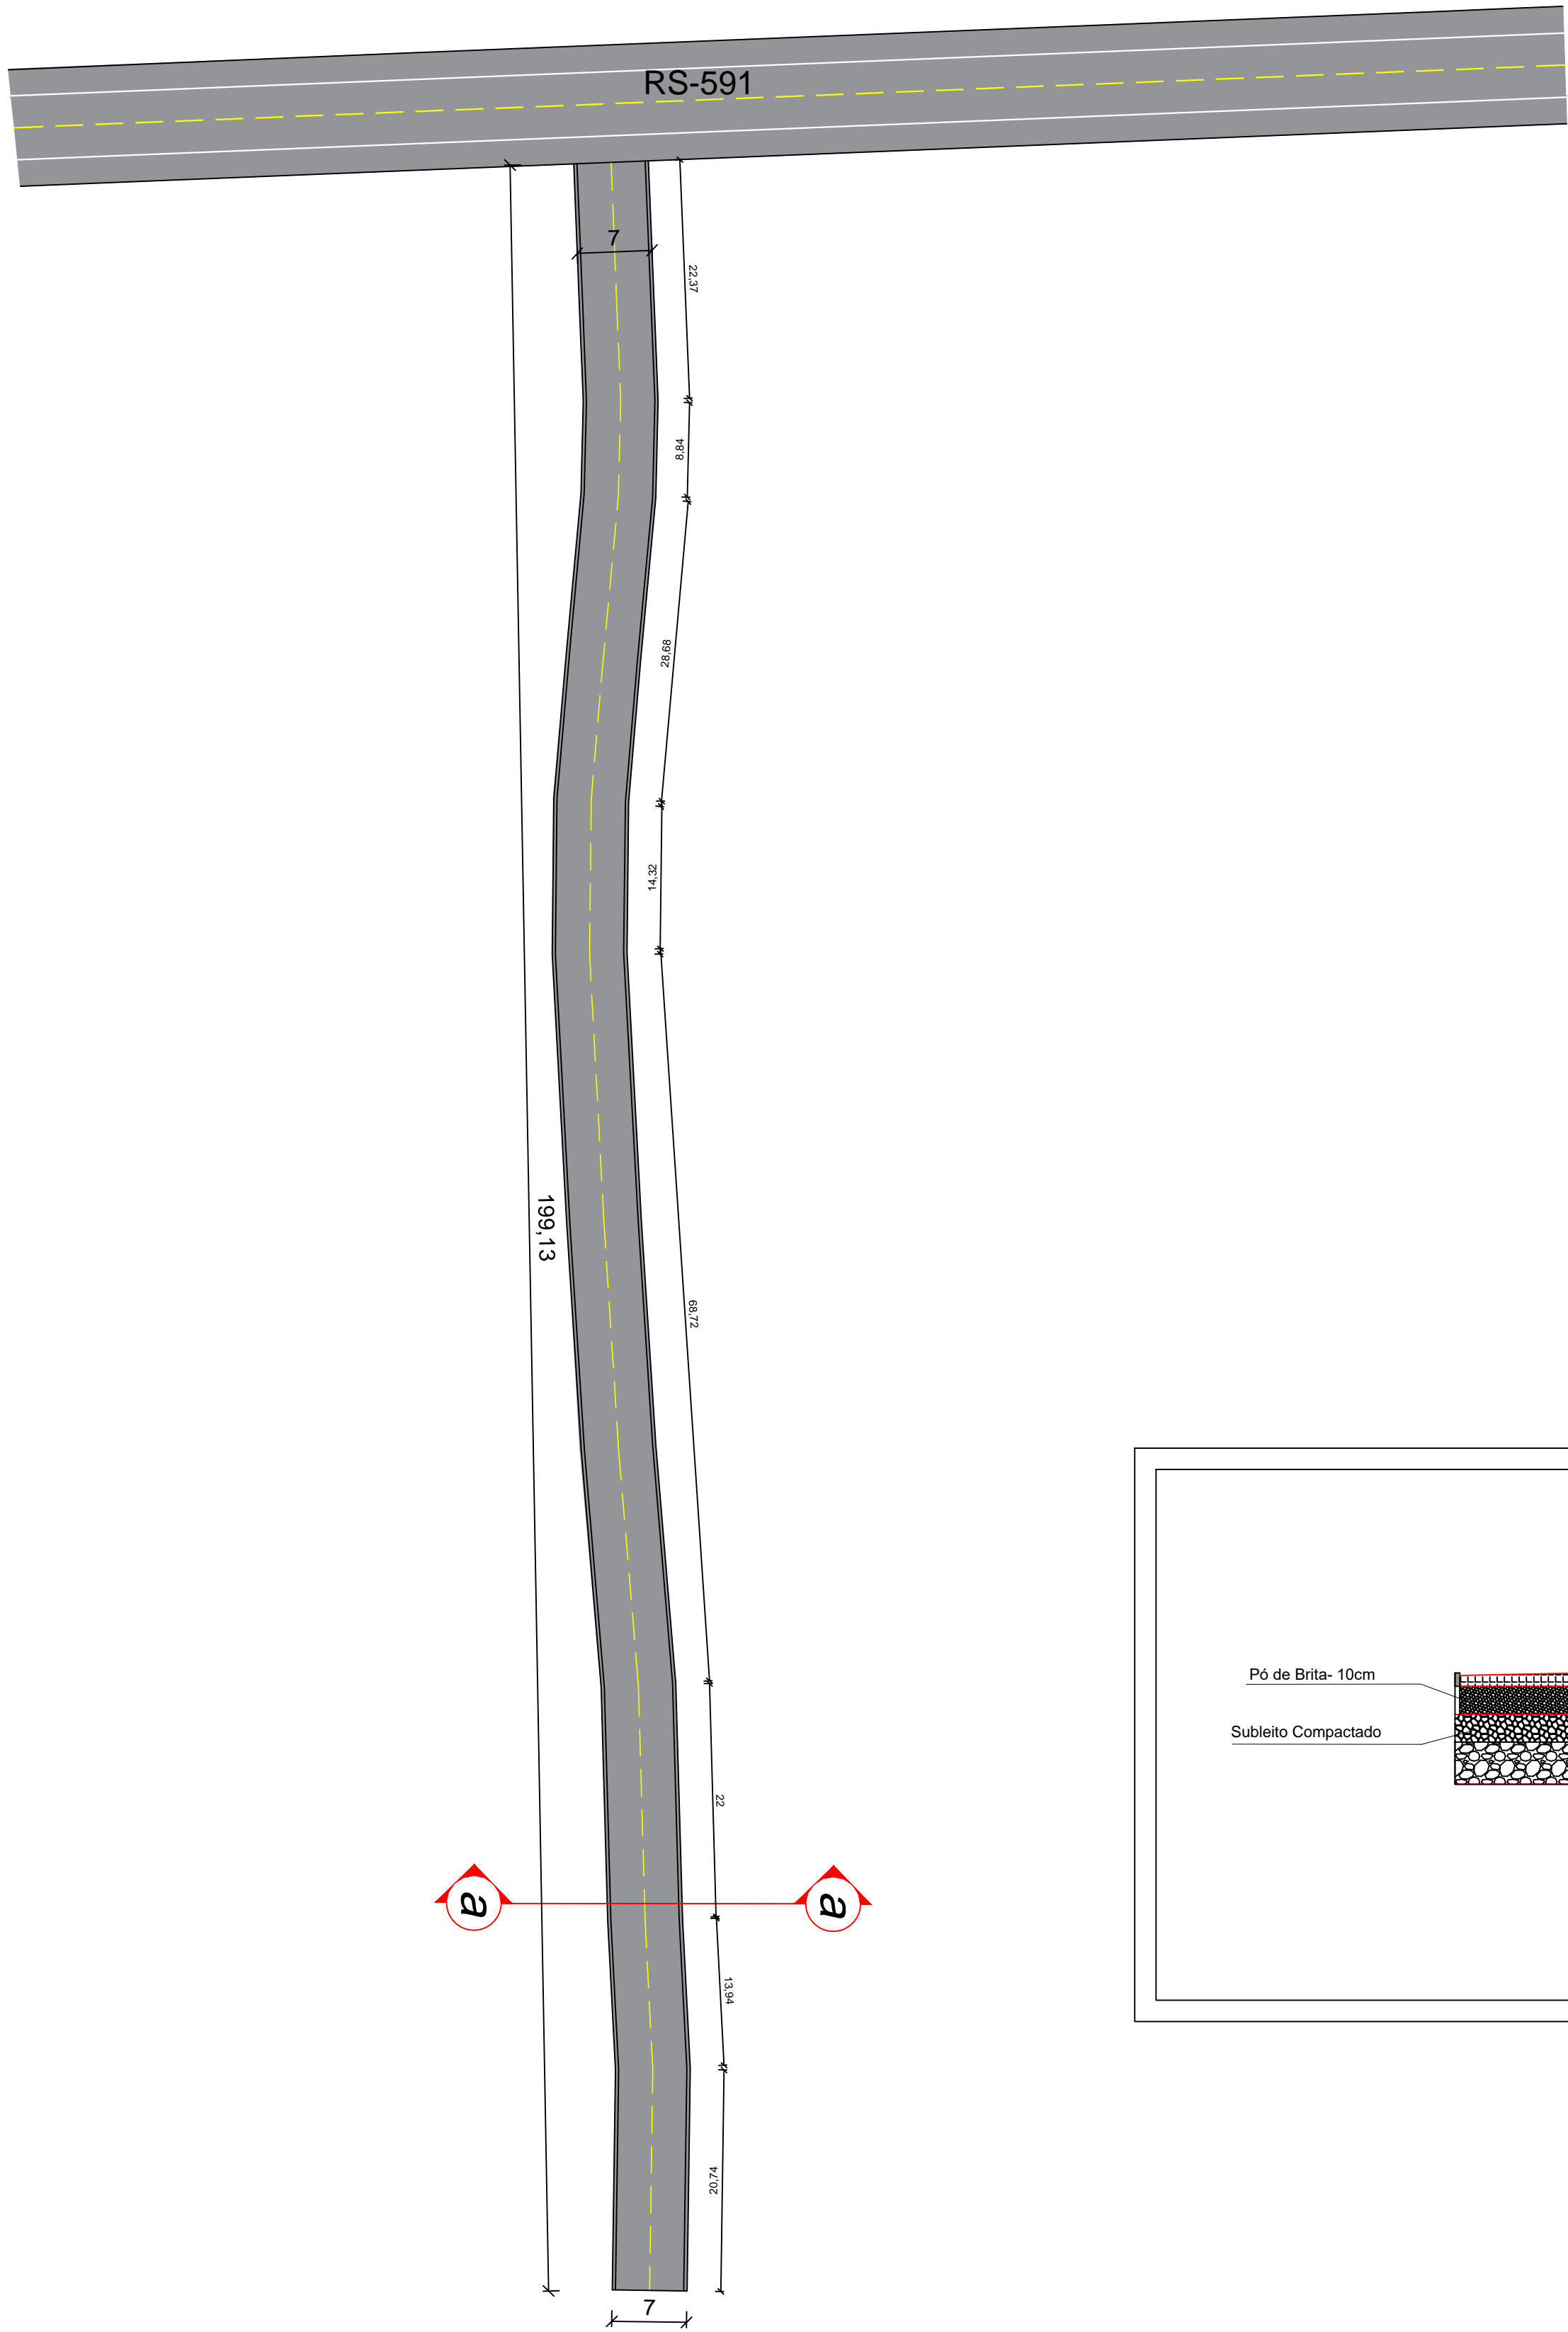 RS-591
7
22,37
8,84
28,68
14,32
199,13
68,72
Pó de Brita- 10cm
Subleito Compactado
22
a
a
13,94
20,74
7